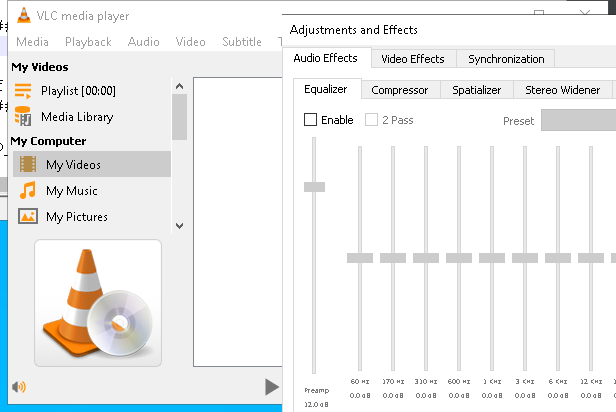 VLC media player
Media Playback Audio Video Subtitle
My Videos
Playlist [00:00]
Media Library
My Computer
My Videos
My Music
My Pictures
Adjustments and Effects
Audio Effects Video Effects Synchronization
Equalizer Compressor Spatializer Stereo Widener
Enable 2 Pass Preset
60 Hz 170 Hz 310 Hz 600 Hz 1 KHz 3 KHz 6 KHz 12 KHz
Preamp 0.0 dB 0.0 dB 0.0 dB 0.0 dB 0.0 dB 0.0 dB 0.0 dB 0.0 dB
12.0 dB